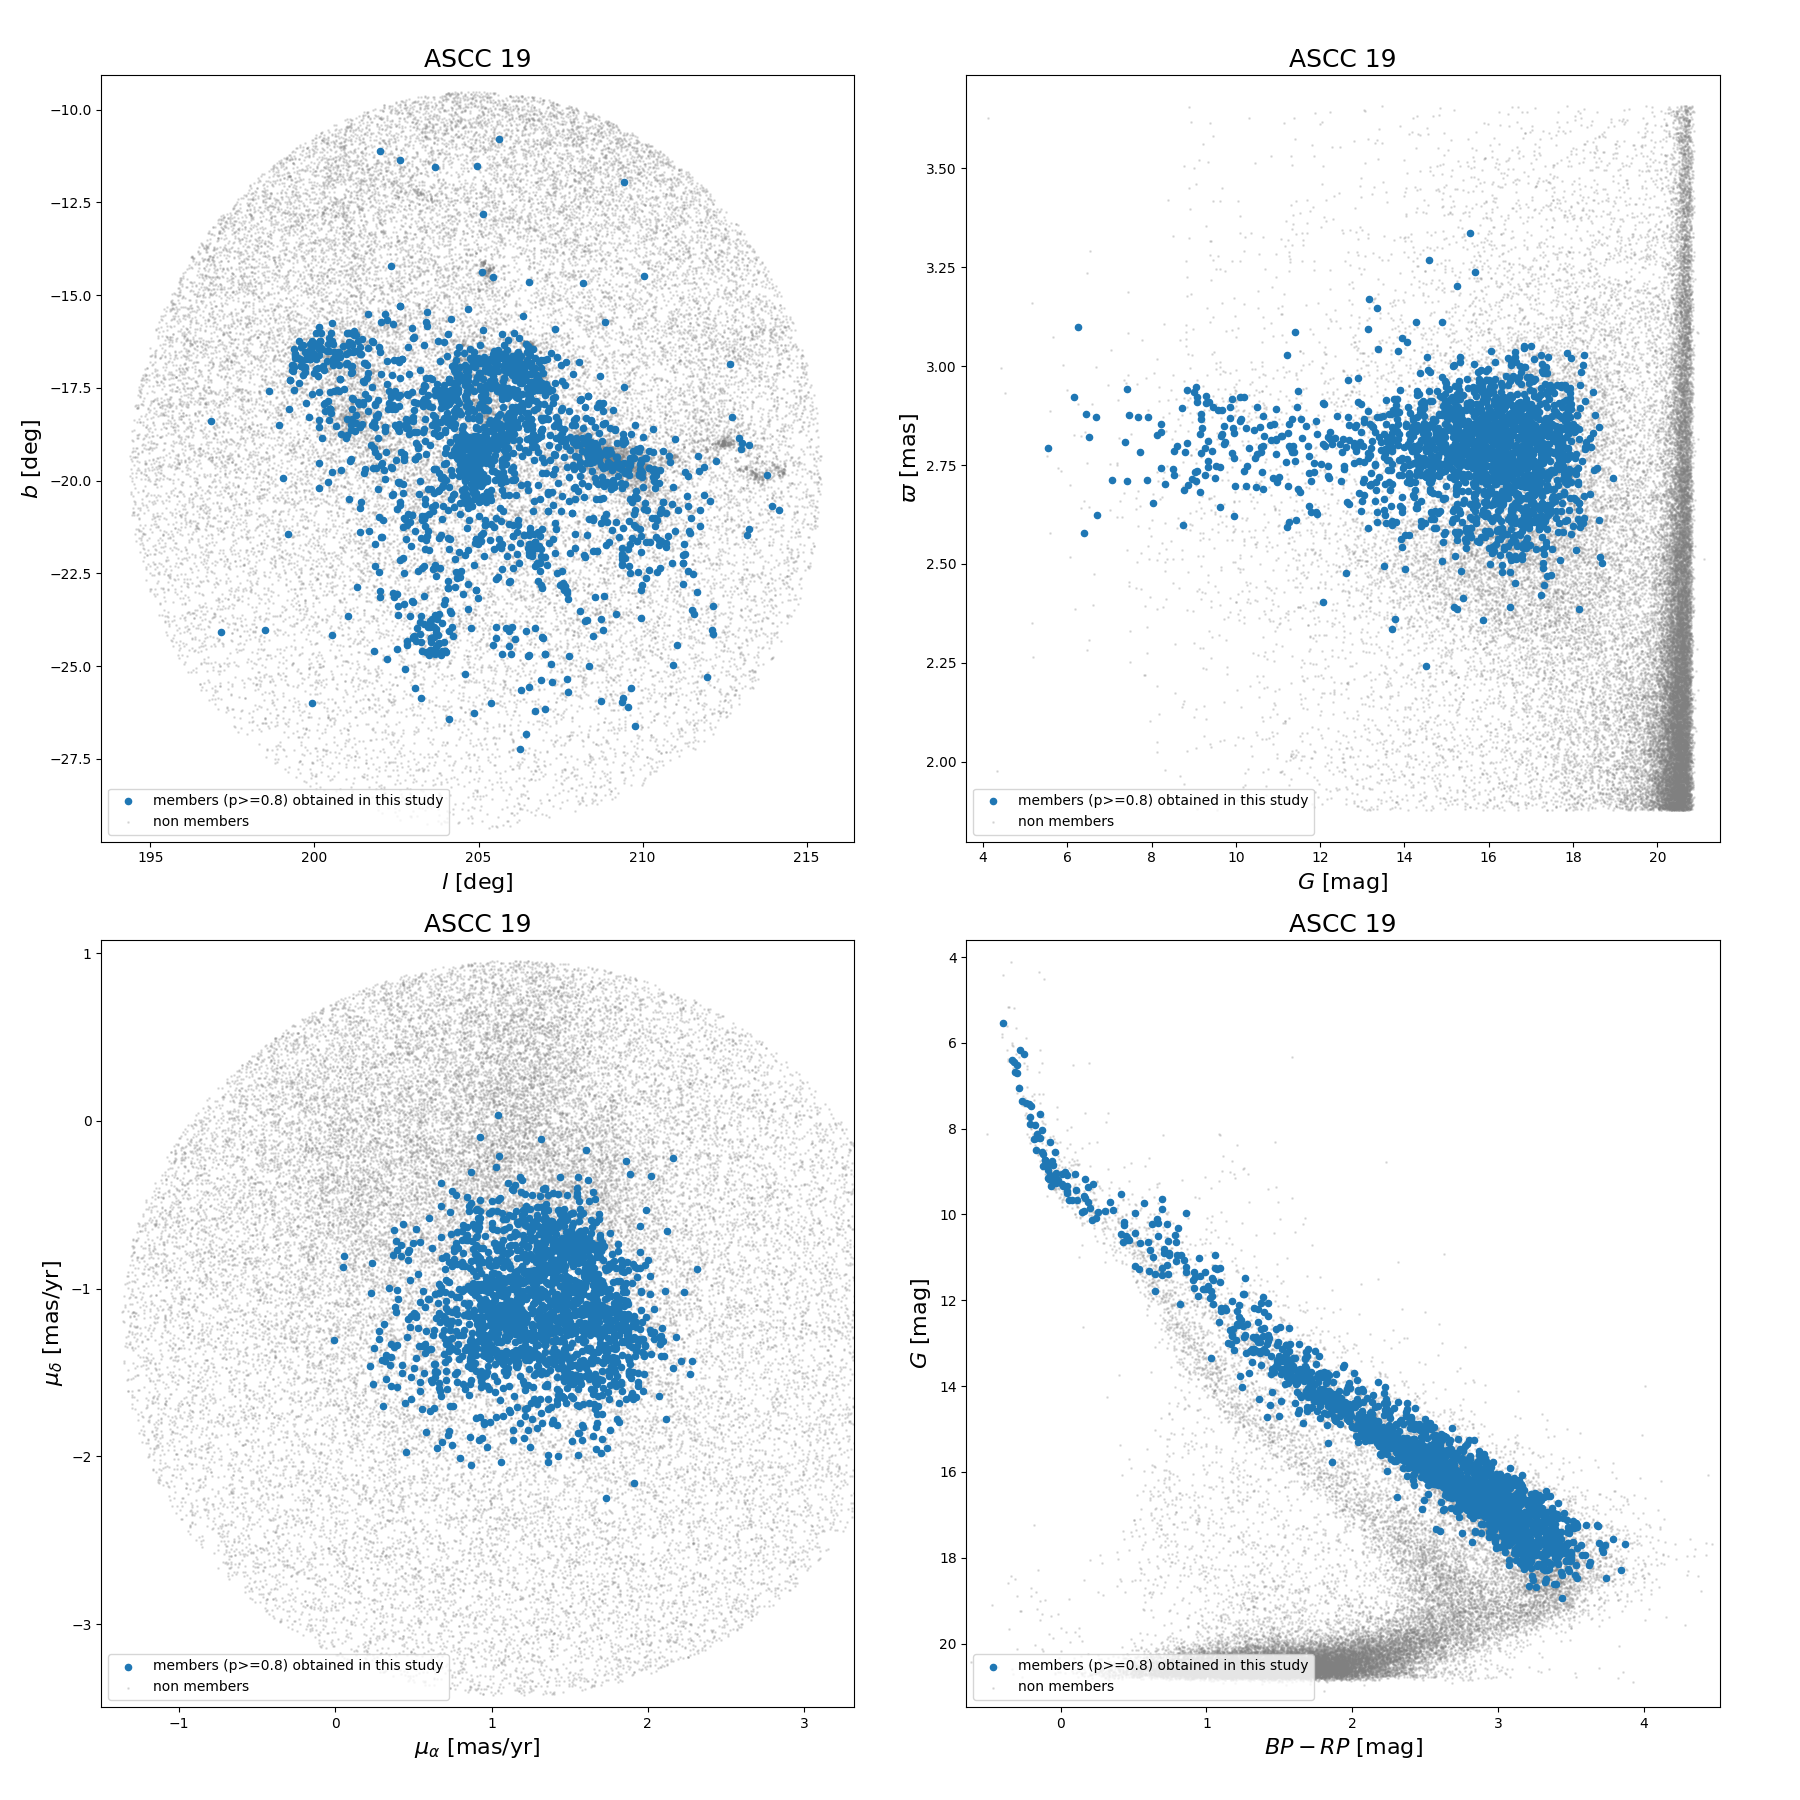 ASCC 19
−10.0
−12.5
−15.0
−17.5
−20.0
−22.5
−25.0
−27.5
b [deg]
members (p>=0.8) obtained in this study
non members
195 200 205 210 215
l [deg]
ASCC 19
3.50
3.25
3.00
2.75
2.50
2.25
2.00
ϖ [mas]
members (p>=0.8) obtained in this study
non members
4 6 8 10 12 14 16 18 20
G [mag]
ASCC 19
1
0
−1
−2
−3
μδ [mas/yr]
members (p>=0.8) obtained in this study
non members
−1 0 1 2 3
μα [mas/yr]
ASCC 19
4
6
8
10
12
14
16
18
20
G [mag]
members (p>=0.8) obtained in this study
non members
0 1 2 3 4
BP − RP [mag]